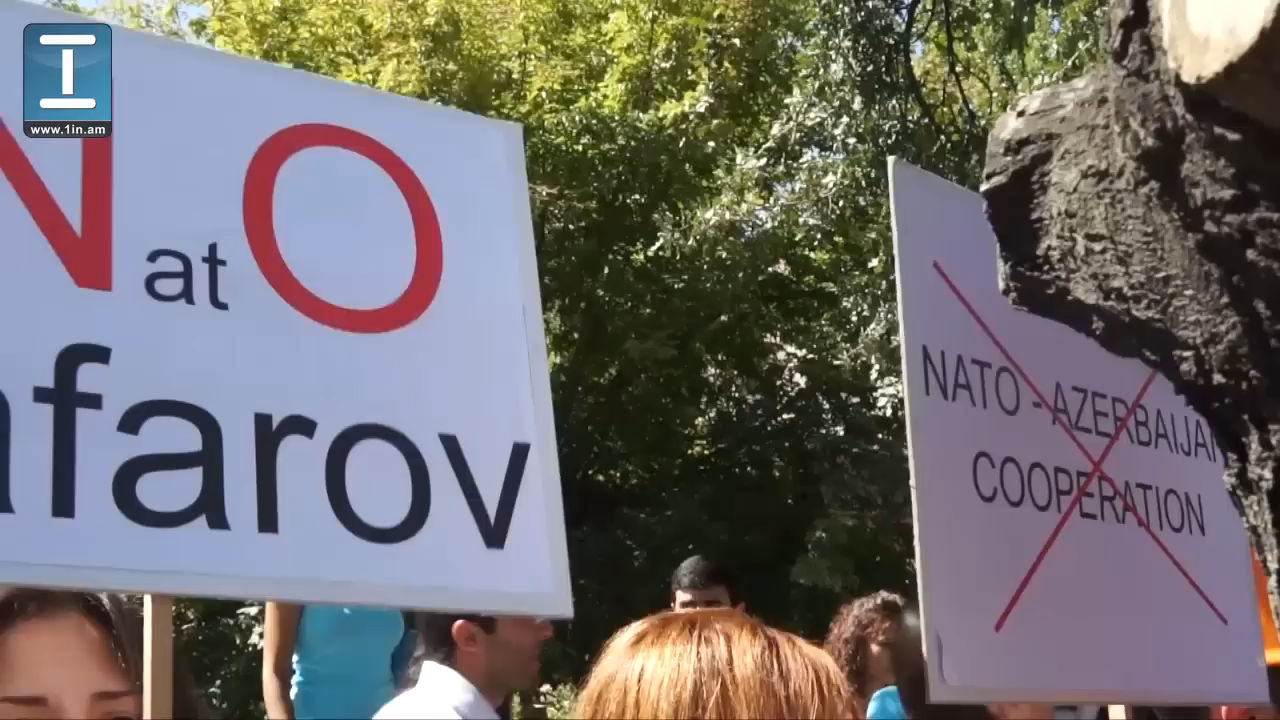 www.1in.am
N at O
afarov
NATO - AZERBAIJAN
COOPERATION